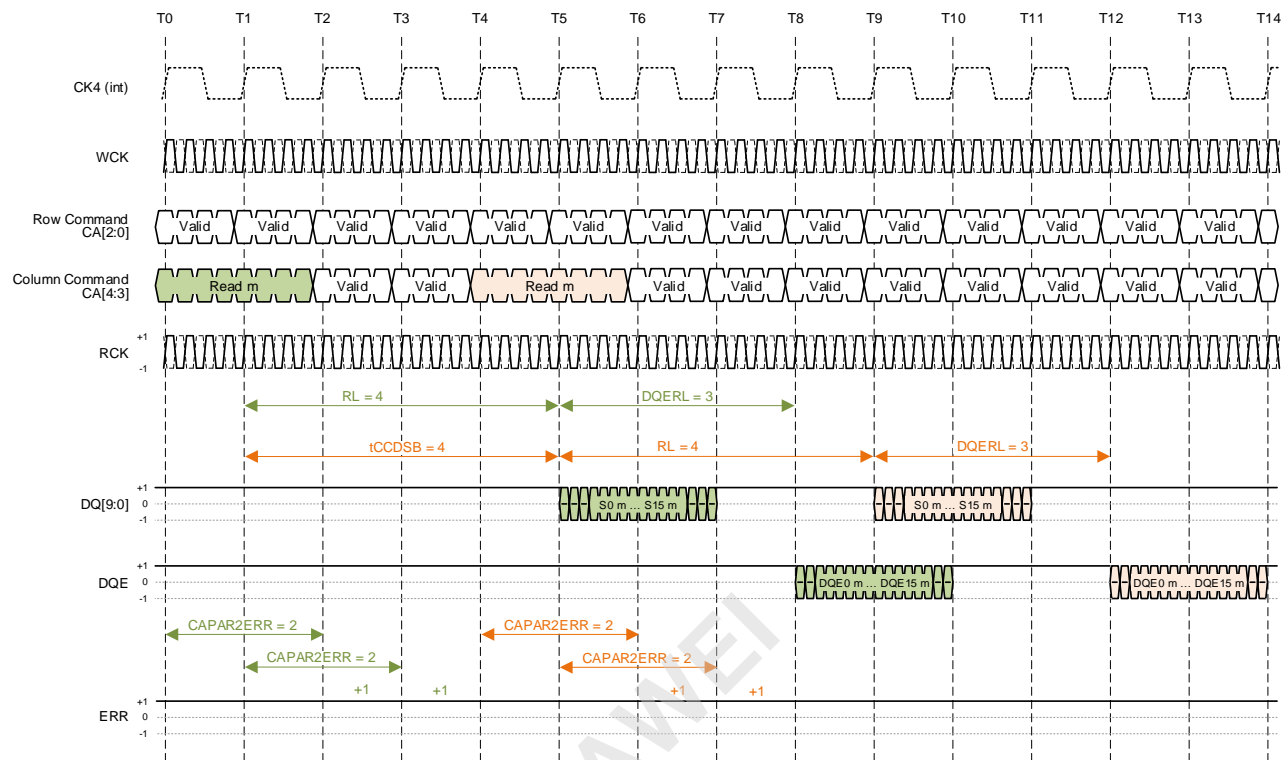 T0 T1 T2 T3 T4 T5 T6 T7 T8 T9 T10 T11 T12 T13 T14
CK4 (int)
WCK
Row Command
CA[2:0]
Valid Valid Valid Valid Valid Valid Valid Valid Valid Valid Valid Valid Valid Valid
Column Command
CA[4:3]
Read m Valid Valid Read m Valid Valid Valid Valid Valid Valid Valid Valid
RCK
+1
-1
RL = 4 DQERL = 3
tCCDSB = 4 RL = 4 DQERL = 3
DQ[9:0]
+1
0
-1
S0 m ... S15 m S0 m ... S15 m
DQE
+1
0
-1
DQE0 m ... DQE15 m DQE0 m ... DQE15 m
CAPAR2ERR = 2 CAPAR2ERR = 2
CAPAR2ERR = 2 CAPAR2ERR = 2
+1 +1 +1 +1
ERR
+1
0
-1
AWEI